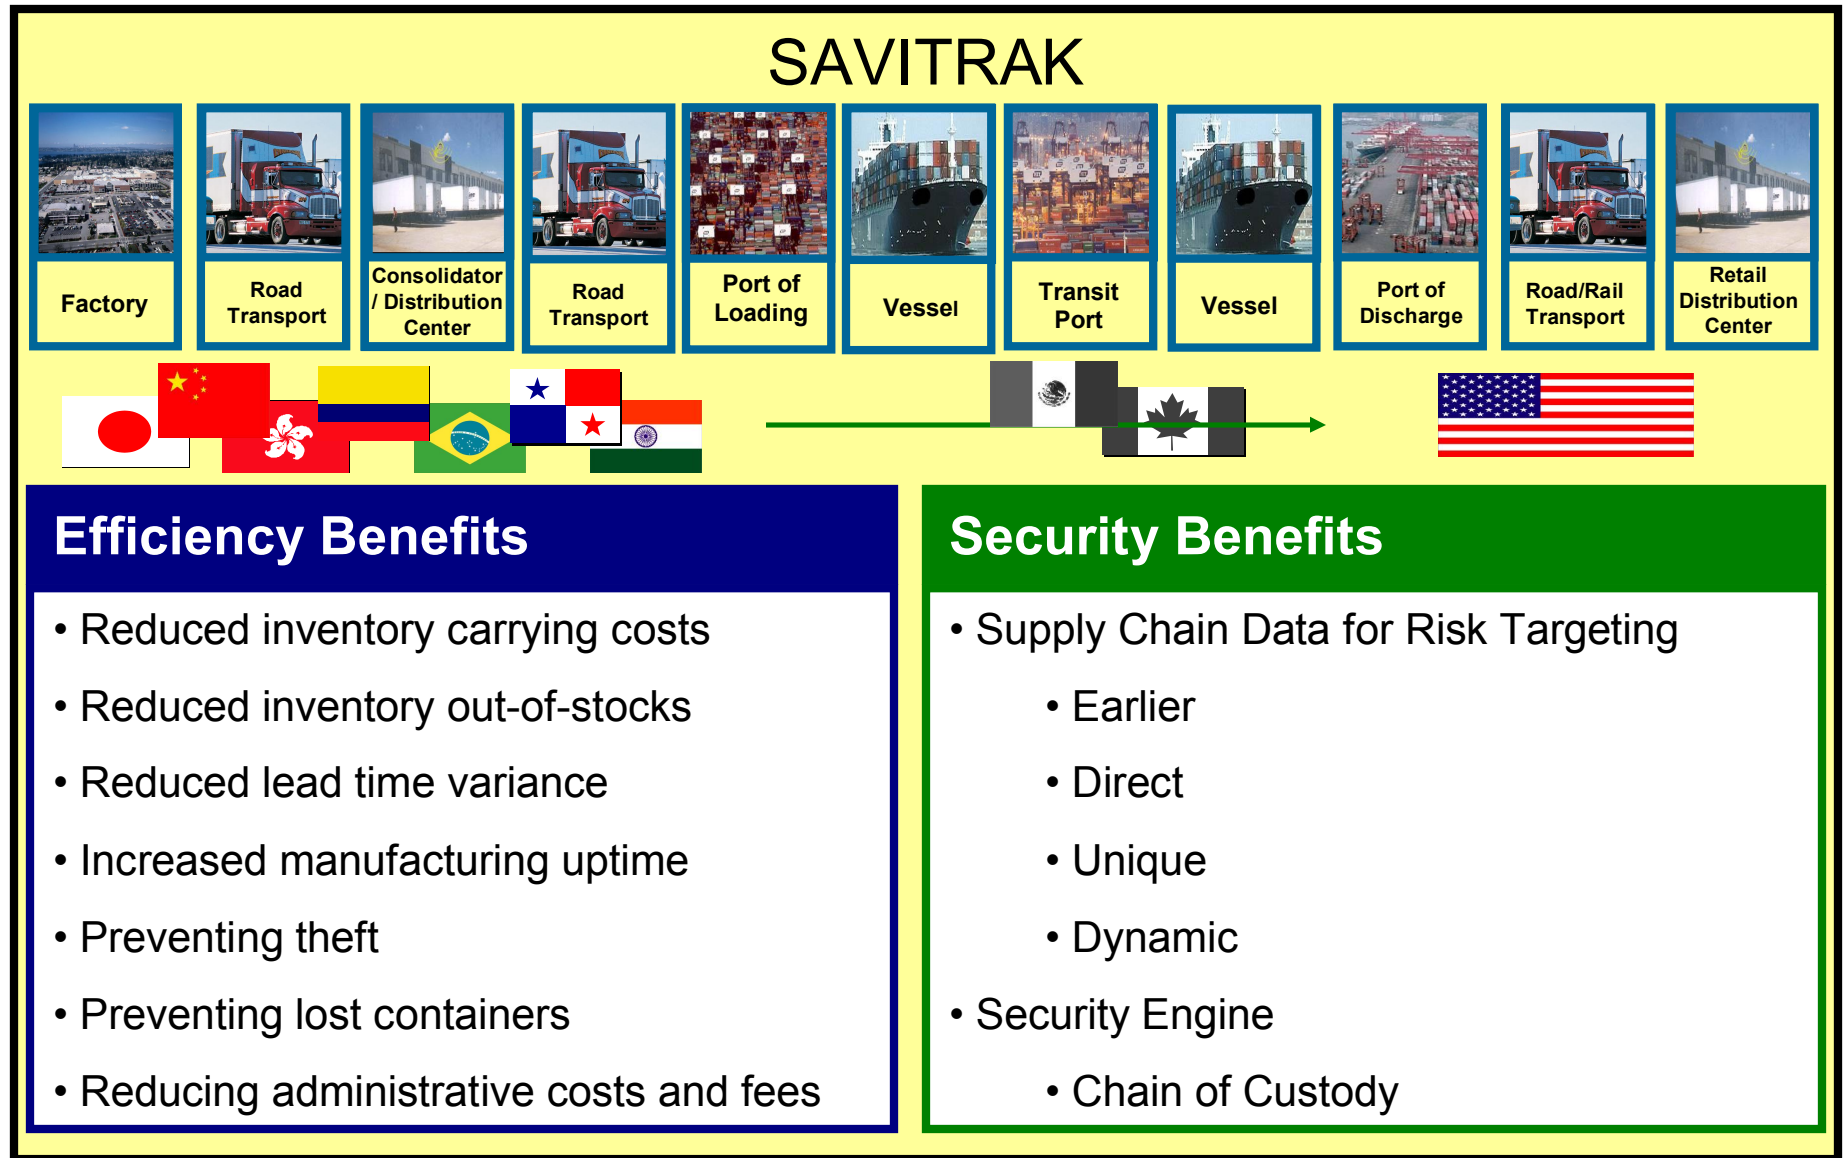 SAVITRAK
Factory
Road
Transport
Consolidator
/ Distribution
Center
Road
Transport
Port of
Loading
Vessel
Transit
Port
Vessel
Port of
Discharge
Road/Rail
Transport
Retail
Distribution
Center
Efficiency Benefits
• Reduced inventory carrying costs
• Reduced inventory out-of-stocks
• Reduced lead time variance
• Increased manufacturing uptime
• Preventing theft
• Preventing lost containers
• Reducing administrative costs and fees
Security Benefits
• Supply Chain Data for Risk Targeting
• Earlier
• Direct
• Unique
• Dynamic
• Security Engine
• Chain of Custody